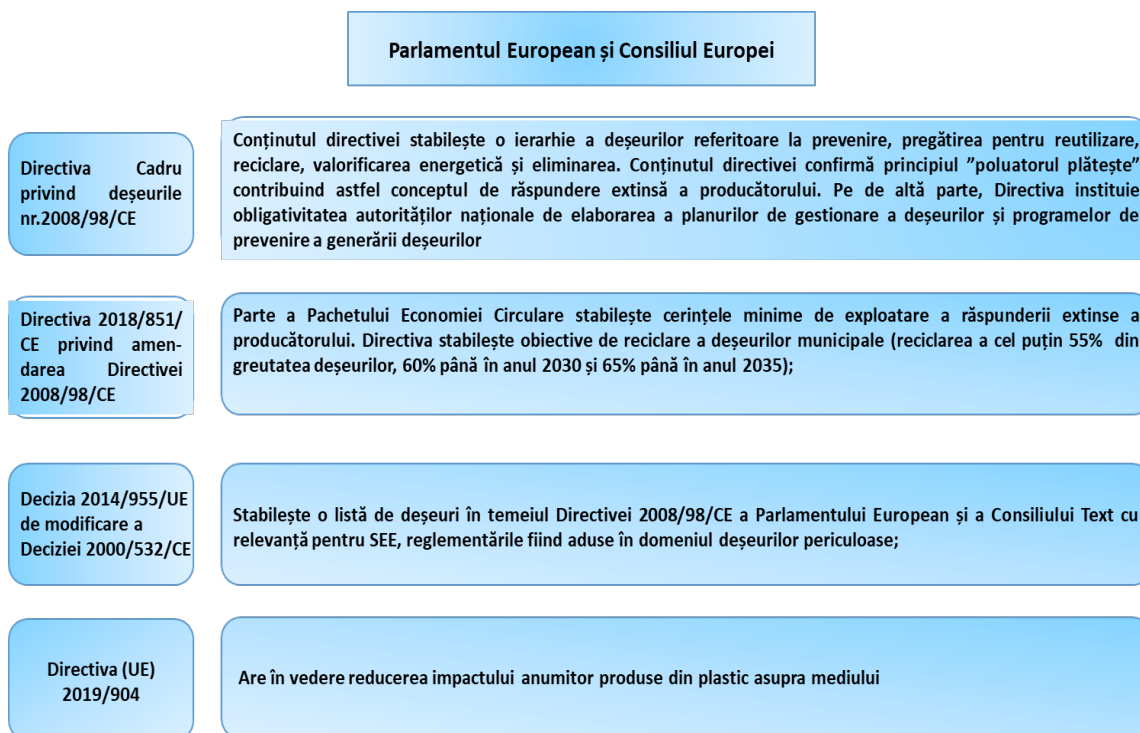 Parlamentul European și Consiliul Europei
Directiva Cadru
privind deșeurile
nr.2008/98/CE
Conținutul directivei stabilește o ierarhie a deșeurilor referitoare la prevenire, pregătirea pentru reutilizare,
reciclare, valorificarea energetică și eliminarea. Conținutul directivei confirmă principiul ”poluatorul plătește”
contribuind astfel conceptul de răspundere extinsă a producătorului. Pe de altă parte, Directiva instituie
obligativitatea autorităților naționale de elaborarea a planurilor de gestionare a deșeurilor și programelor de
prevenire a generării deșeurilor
Directiva 2018/851/
CE privind amen-
darea Directivei
2008/98/CE
Parte a Pachetului Economiei Circulare stabilește cerințele minime de exploatare a răspunderii extinse a
producătorului. Directiva stabilește obiective de reciclare a deșeurilor municipale (reciclarea a cel puțin 55% din
greutatea deșeurilor, 60% până în anul 2030 și 65% până în anul 2035);
Decizia 2014/955/UE
de modificare a
Deciziei 2000/532/CE
Stabilește o listă de deșeuri în temeiul Directivei 2008/98/CE a Parlamentului European și a Consiliului Text cu
relevanță pentru SEE, reglementările fiind aduse în domeniul deșeurilor periculoase;
Directiva (UE)
2019/904
Are în vedere reducerea impactului anumitor produse din plastic asupra mediului